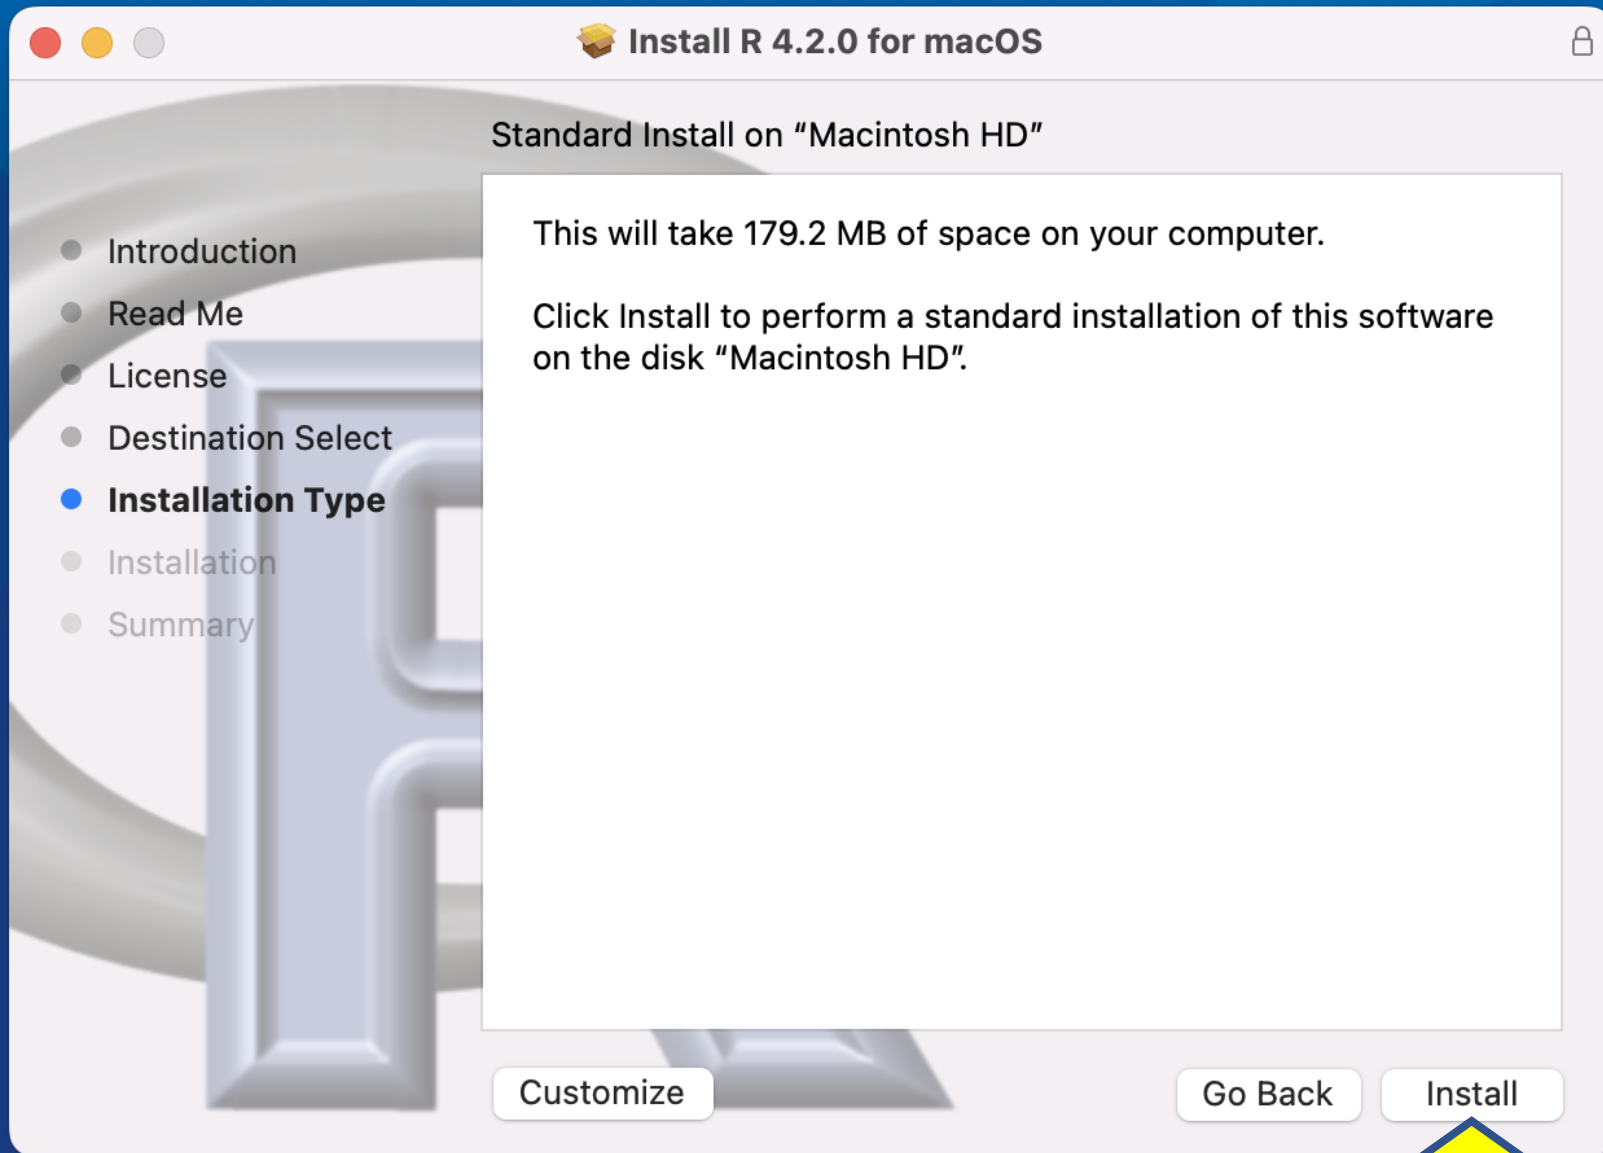 Install R 4.2.0 for macOS
Standard Install on “Macintosh HD”
Introduction
Read Me
License
Destination Select
Installation Type
Installation
Summary
This will take 179.2 MB of space on your computer.
Click Install to perform a standard installation of this software
on the disk “Macintosh HD”.
Customize
Go Back
Install